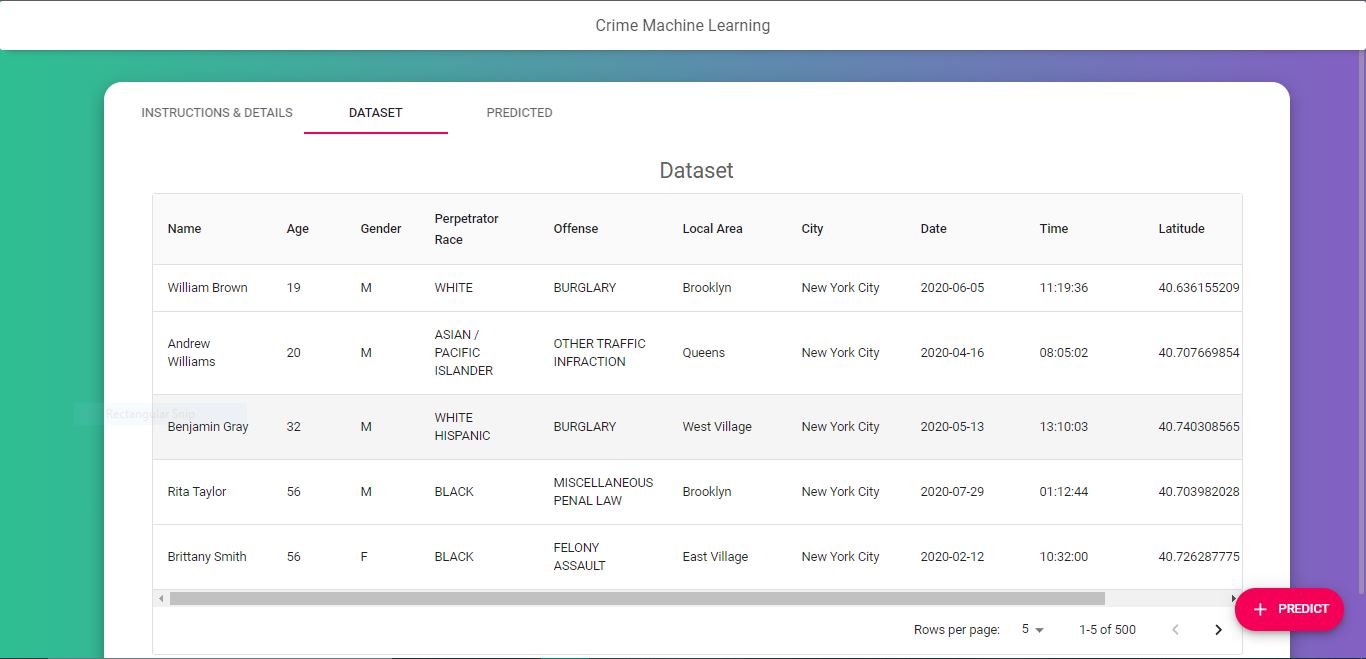 Crime Machine Learning
INSTRUCTIONS & DETAILS DATASET PREDICTED
Dataset
Name Age Gender Perpetrator Race Offense Local Area City Date Time Latitude
William Brown 19 M WHITE BURGLARY Brooklyn New York City 2020-06-05 11:19:36 40.636155209
Andrew Williams 20 M ASIAN / PACIFIC ISLANDER OTHER TRAFFIC INFRACTION Queens New York City 2020-04-16 08:05:02 40.707669854
Rectangular Snip
Benjamin Gray 32 M WHITE HISPANIC BURGLARY West Village New York City 2020-05-13 13:10:03 40.740308565
Rita Taylor 56 M BLACK MISCELLANEOUS PENAL LAW Brooklyn New York City 2020-07-29 01:12:44 40.703982028
Brittany Smith 56 F BLACK FELONY ASSAULT East Village New York City 2020-02-12 10:32:00 40.726287775
+ PREDICT
Rows per page: 5 1-5 of 500